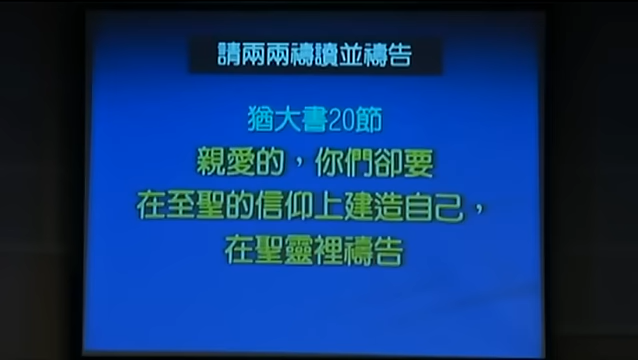 請兩兩禱讀並禱告
猶大書20節
親愛的，你們卻要
在至聖的信仰上建造自己，
在聖靈裡禱告